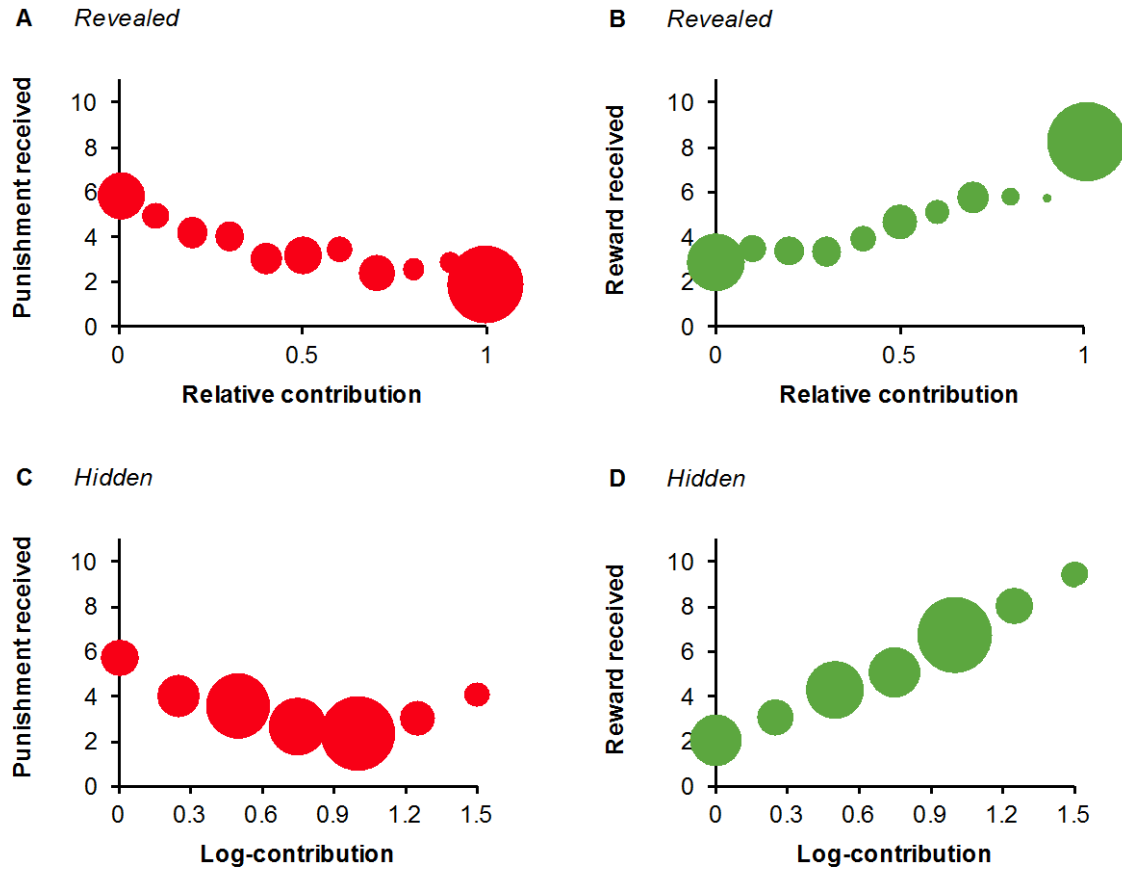 A Revealed
Punishment received
10
8
6
4
2
0
0 0.5 1
Relative contribution
B Revealed
Reward received
10
8
6
4
2
0
0 0.5 1
Relative contribution
C Hidden
Punishment received
10
8
6
4
2
0
0 0.3 0.6 0.9 1.2 1.5
Log-contribution
D Hidden
Reward received
10
8
6
4
2
0
0 0.3 0.6 0.9 1.2 1.5
Log-contribution